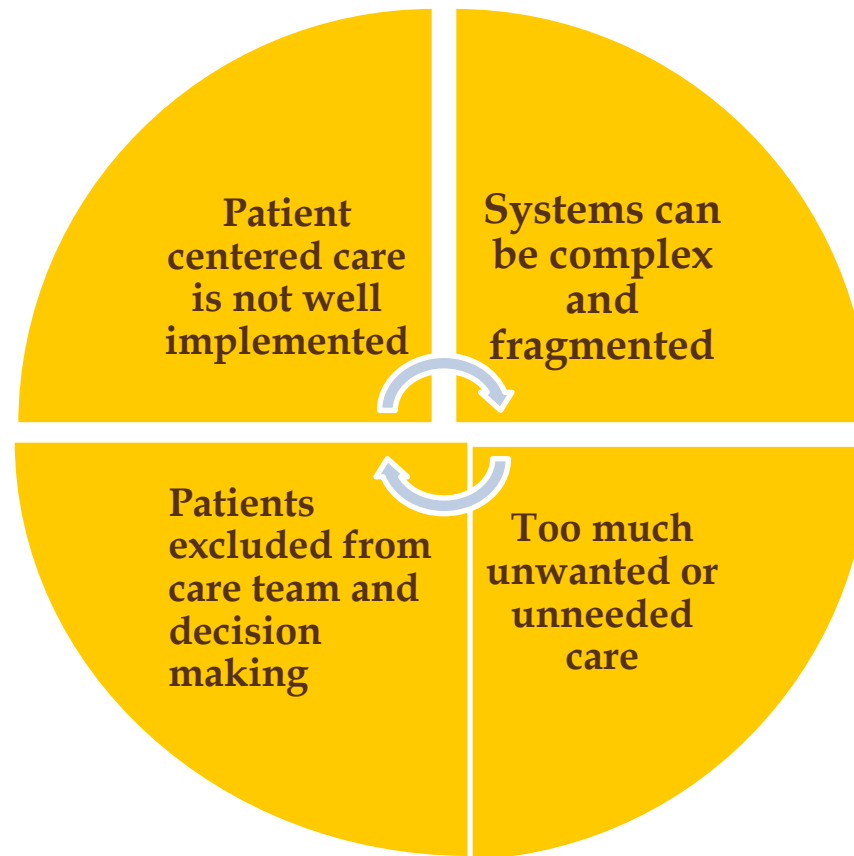 Patient
centered care
is not well
implemented
Systems can
be complex
and
fragmented
Patients
excluded from
care team and
decision
making
Too much
unwanted or
unneeded
care